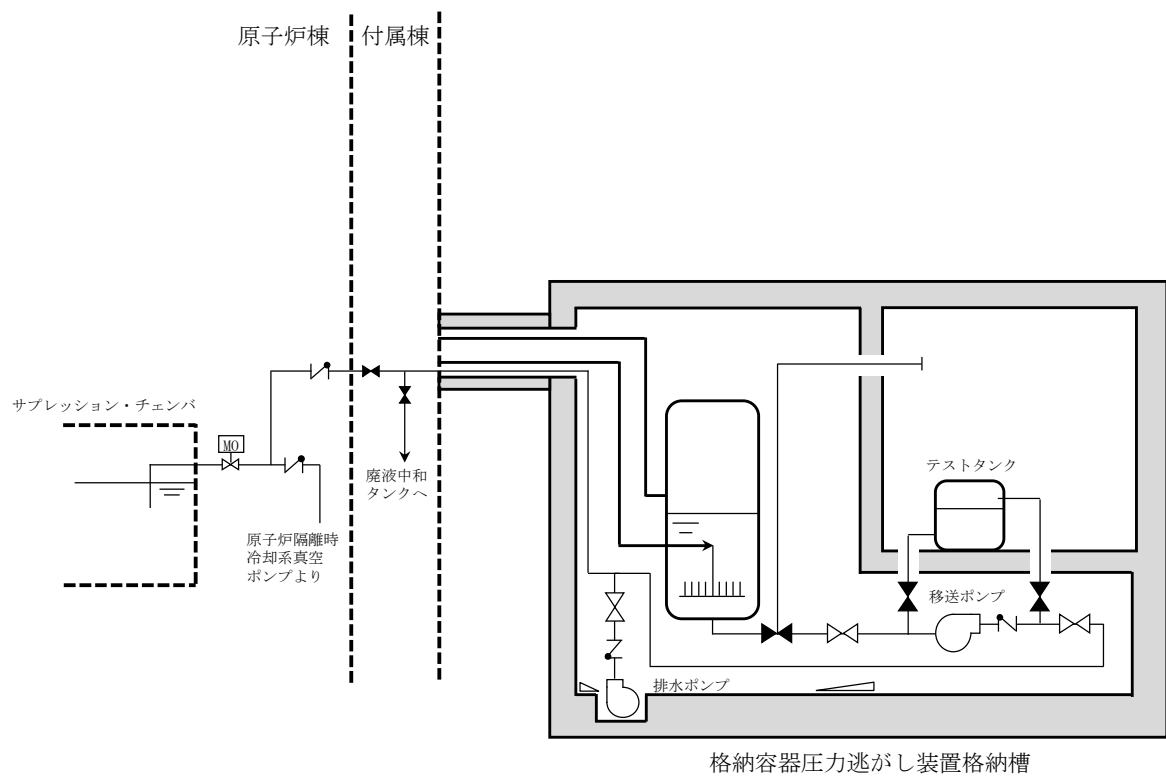 原子炉棟
付属棟
サプレッション・チェンバ
MO
廃液中和
タンクへ
原子炉隔離時
冷却系真空
ポンプより
テストタンク
移送ポンプ
排水ポンプ
格納容器圧力逃がし装置格納槽